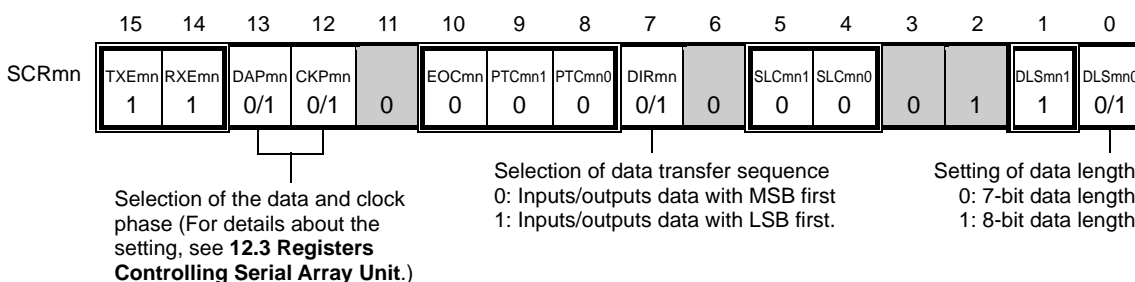 15 14 13 12 11 10 9 8 7 6 5 4 3 2 1 0
SCRmn TXEmn RXEmn DAPmn CKPmn EOCmn PTCmn1 PTCmn0 DIRmn SLCmn1 SLCmn0 DLSmn1 DLSmn0
1 1 0/1 0/1 0 0 0 0 0/1 0 0 0 0 1 1 0/1
Selection of the data and clock
phase (For details about the
setting, see 12.3 Registers
Controlling Serial Array Unit.)
Selection of data transfer sequence
0: Inputs/outputs data with MSB first
1: Inputs/outputs data with LSB first.
Setting of data length
0: 7-bit data length
1: 8-bit data length